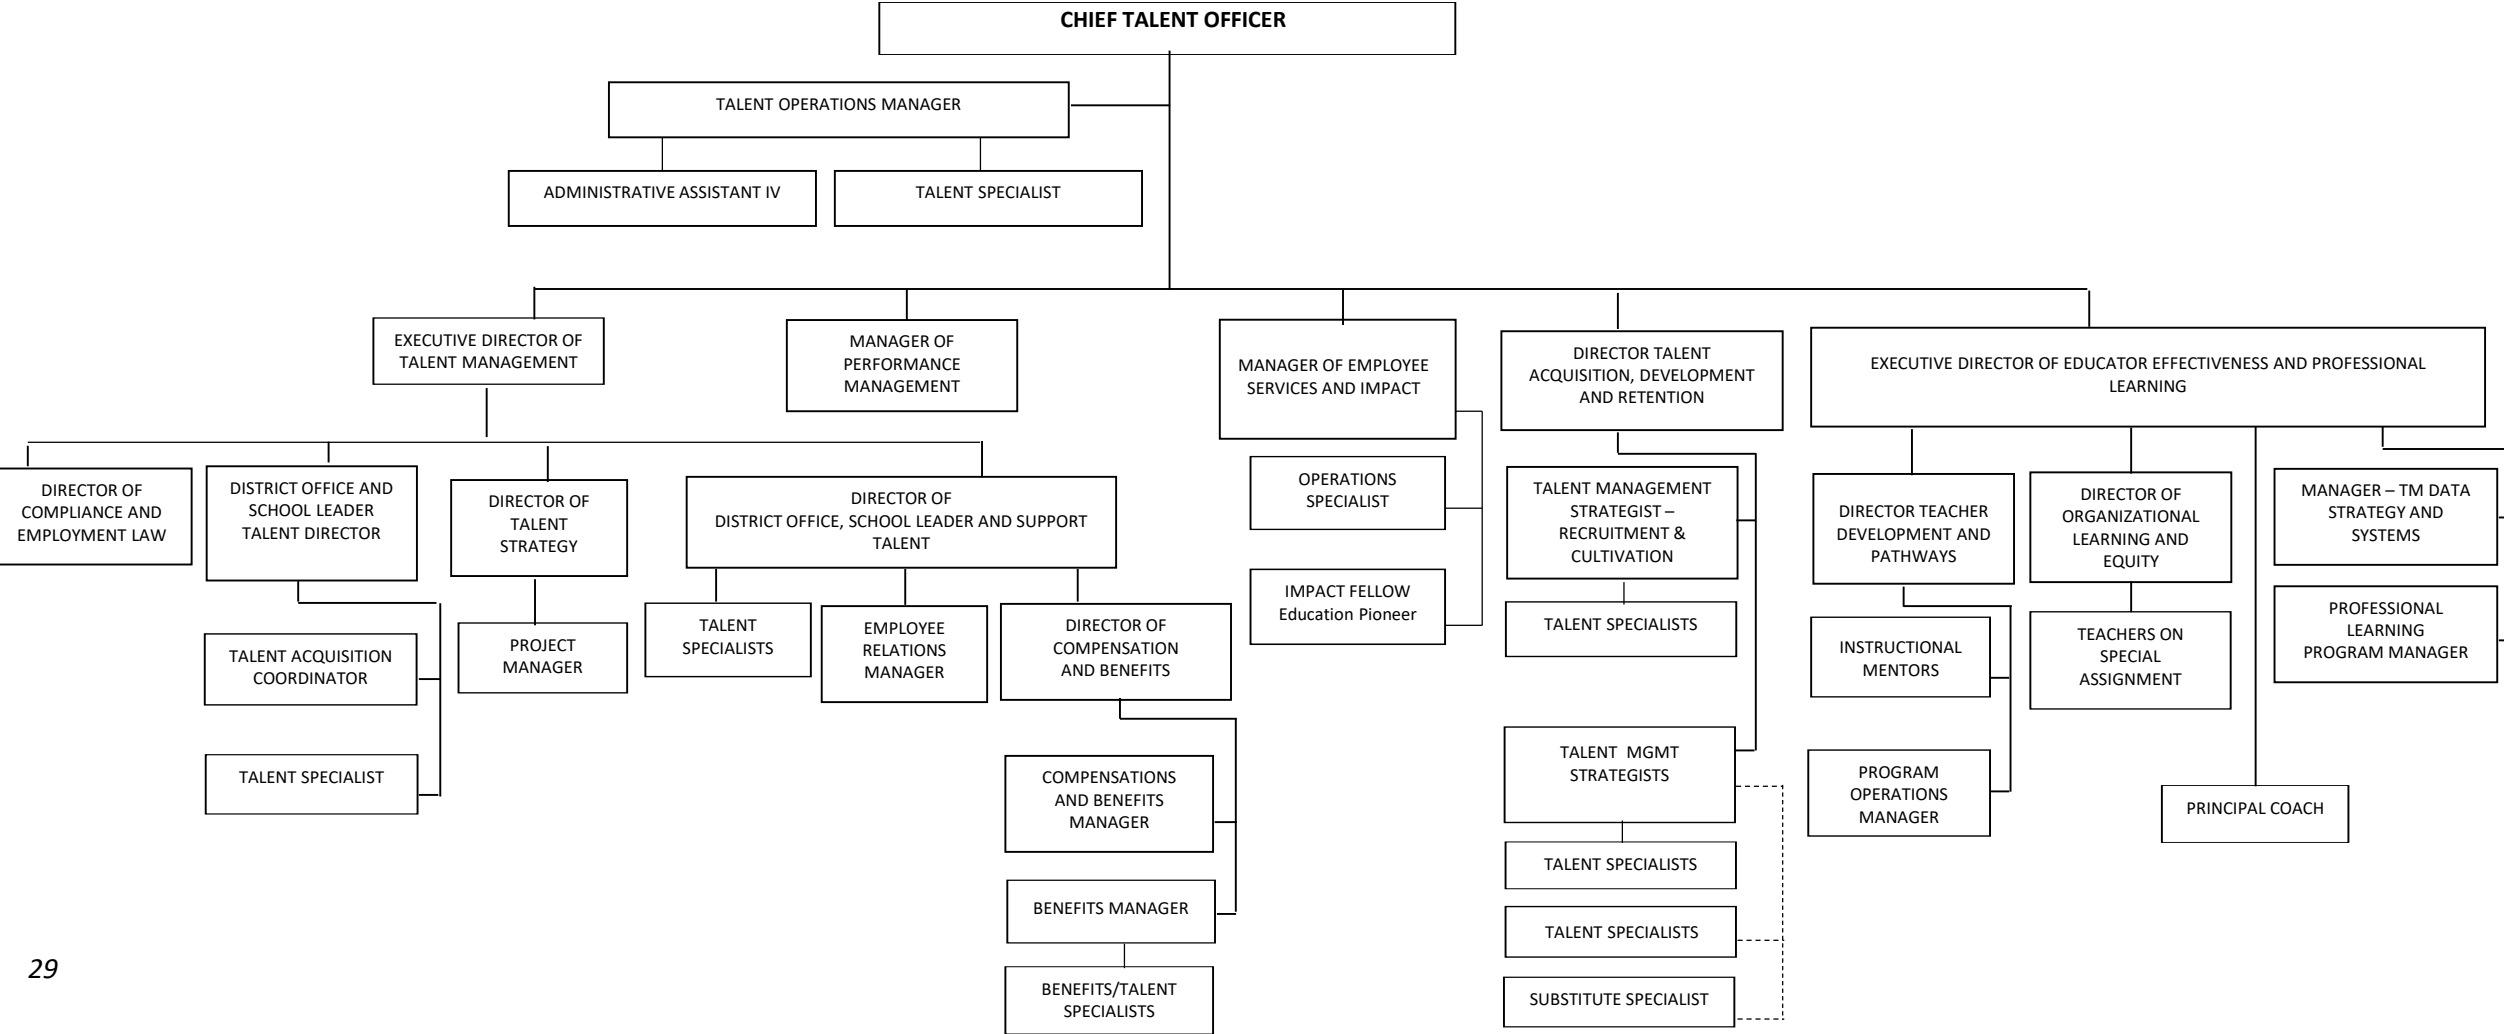 CHIEF TALENT OFFICER
TALENT OPERATIONS MANAGER
ADMINISTRATIVE ASSISTANT IV
TALENT SPECIALIST
EXECUTIVE DIRECTOR OF
TALENT MANAGEMENT
MANAGER OF
PERFORMANCE
MANAGEMENT
MANAGER OF EMPLOYEE
SERVICES AND IMPACT
DIRECTOR TALENT
ACQUISITION, DEVELOPMENT
AND RETENTION
EXECUTIVE DIRECTOR OF EDUCATOR EFFECTIVENESS AND PROFESSIONAL
LEARNING
DIRECTOR OF
COMPLIANCE AND
EMPLOYMENT LAW
DISTRICT OFFICE AND
SCHOOL LEADER
TALENT DIRECTOR
DIRECTOR OF
TALENT
STRATEGY
DIRECTOR OF
DISTRICT OFFICE, SCHOOL LEADER AND SUPPORT
TALENT
OPERATIONS
SPECIALIST
TALENT MANAGEMENT
STRATEGIST –
RECRUITMENT &
CULTIVATION
DIRECTOR TEACHER
DEVELOPMENT AND
PATHWAYS
DIRECTOR OF
ORGANIZATIONAL
LEARNING AND
EQUITY
MANAGER – TM DATA
STRATEGY AND
SYSTEMS
TALENT ACQUISITION
COORDINATOR
PROJECT
MANAGER
TALENT
SPECIALISTS
EMPLOYEE
RELATIONS
MANAGER
DIRECTOR OF
COMPENSATION
AND BENEFITS
IMPACT FELLOW
Education Pioneer
TALENT SPECIALISTS
INSTRUCTIONAL
MENTORS
TEACHERS ON
SPECIAL
ASSIGNMENT
PROFESSIONAL
LEARNING
PROGRAM MANAGER
TALENT SPECIALIST
COMPENSATIONS
AND BENEFITS
MANAGER
TALENT MGMT
STRATEGISTS
PROGRAM
OPERATIONS
MANAGER
PRINCIPAL COACH
TALENT SPECIALISTS
BENEFITS MANAGER
TALENT SPECIALISTS
BENEFITS/TALENT
SPECIALISTS
SUBSTITUTE SPECIALIST
29